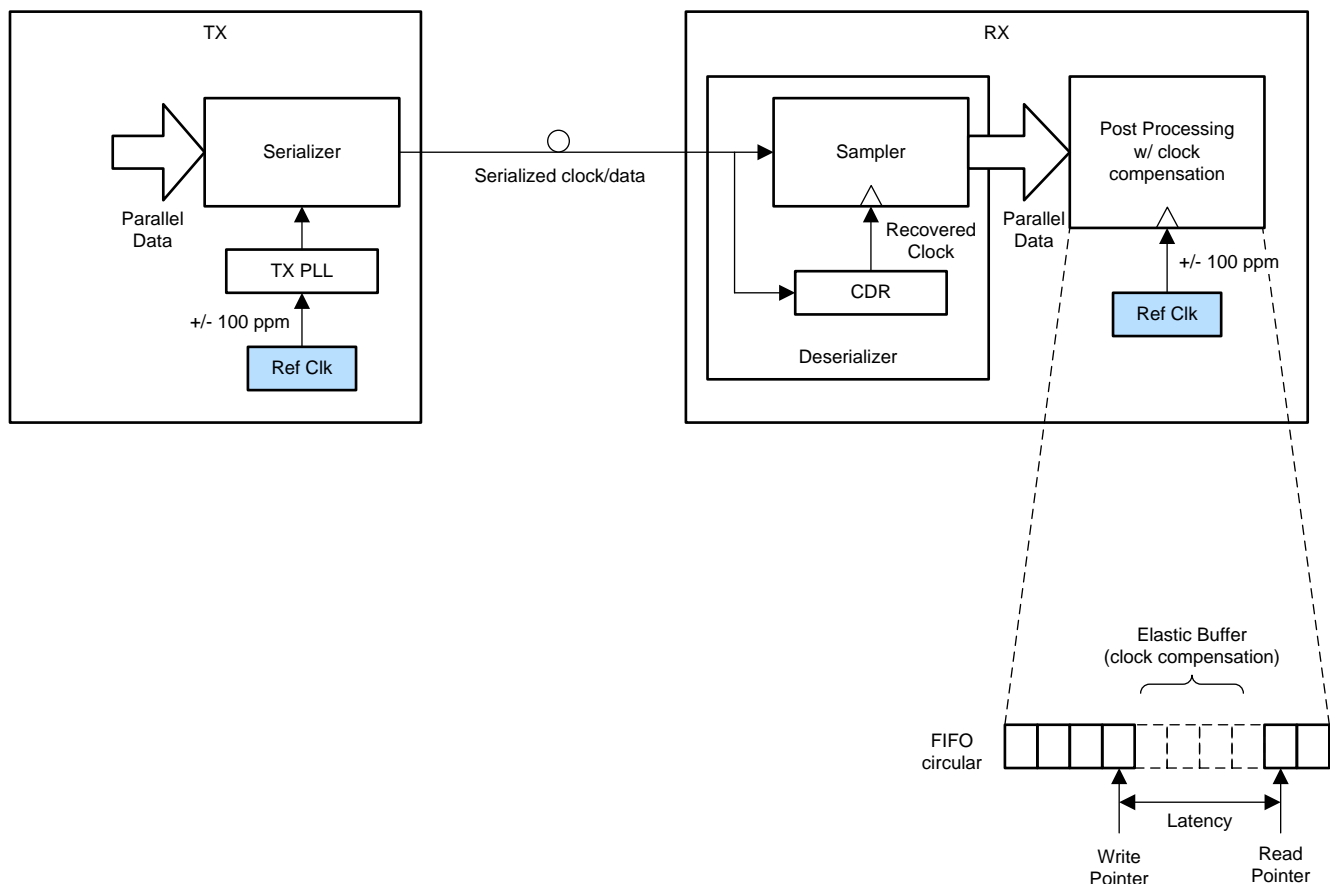 TX
Parallel
Data
Serializer
TX PLL
+/- 100 ppm
Ref Clk
Serialized clock/data
RX
Sampler
Recovered
Clock
CDR
Deserializer
Parallel
Data
Post Processing
w/ clock
compensation
+/- 100 ppm
Ref Clk
Elastic Buffer
(clock compensation)
FIFO
circular
Latency
Write
Pointer
Read
Pointer